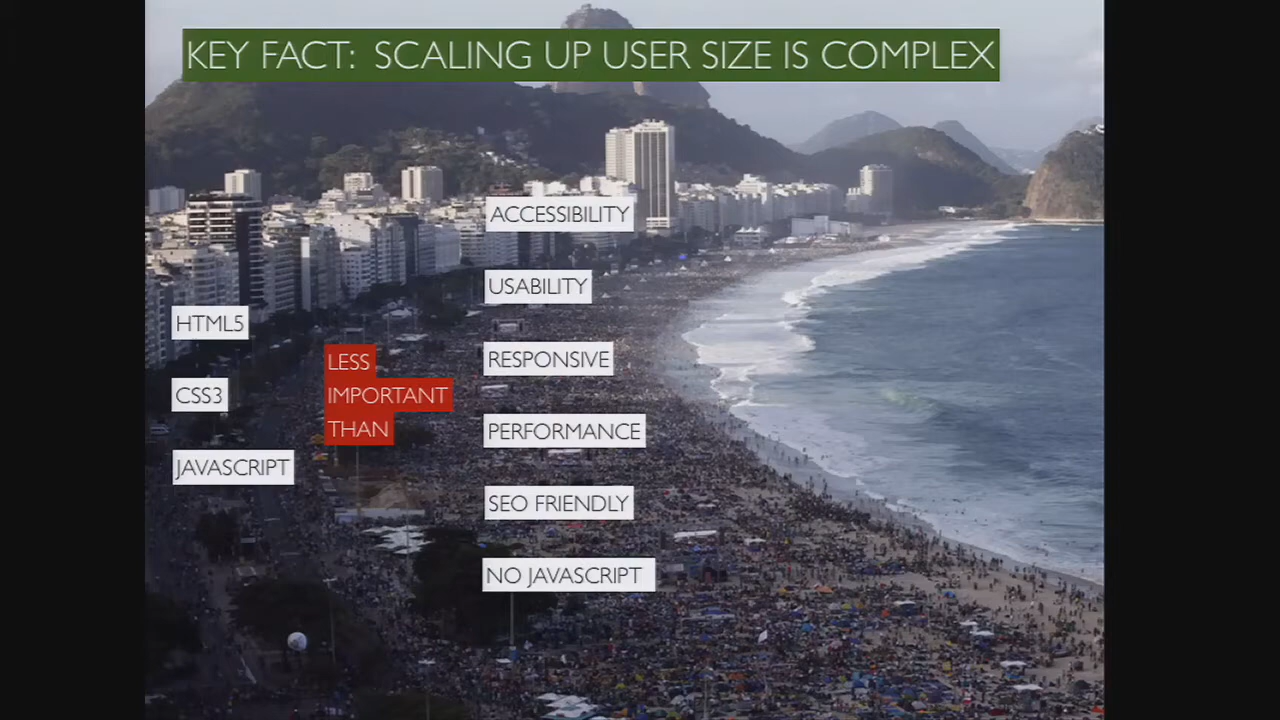 KEY FACT: SCALING UP USER SIZE IS COMPLEX
HTML5
CSS3
JAVASCRIPT
LESS
IMPORTANT
THAN
ACCESSIBILITY
USABILITY
RESPONSIVE
PERFORMANCE
SEO FRIENDLY
NO JAVASCRIPT